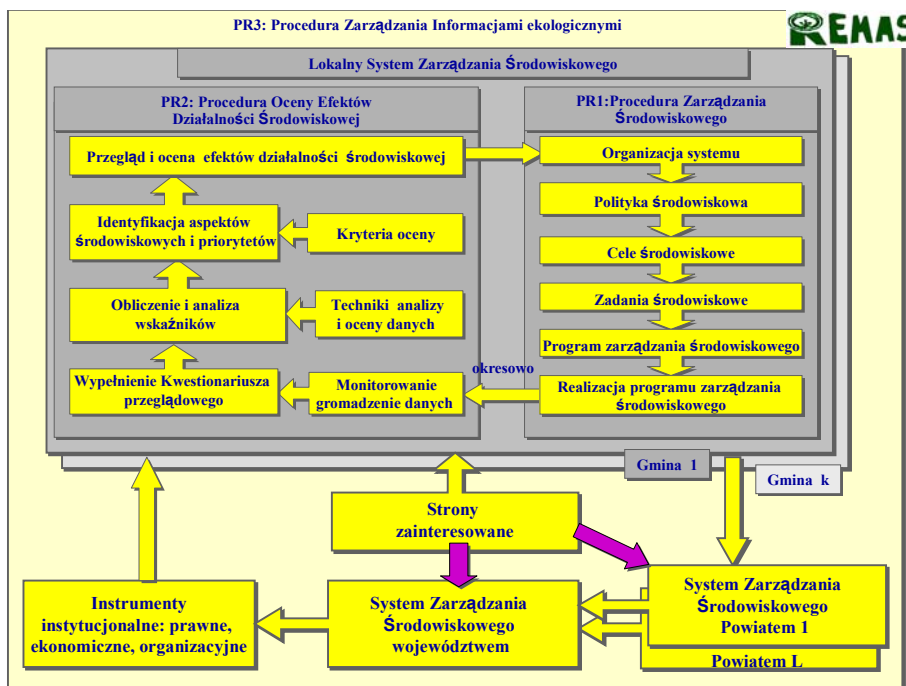 PR3: Procedura Zarządzania Informacjami ekologicznymi
REMAS
Lokalny System Zarządzania Środowiskowego
PR2: Procedura Oceny Efektów
Działalności Środowiskowej
Przegląd i ocena efektów działalności środowiskowej
Identyfikacja aspektów
środowiskowych i priorytetów
Kryteria oceny
Obliczenie i analiza
wskaźników
Techniki analizy
i oceny danych
Wypełnienie Kwestionariusza
przeglądowego
Monitorowanie
gromadzenie danych
okresowo
PR1:Procedura Zarządzania
Środowiskowego
Organizacja systemu
Polityka środowiskowa
Cele środowiskowe
Zadania środowiskowe
Program zarządzania środowiskowego
Realizacja programu zarządzania
środowiskowego
Gmina 1
Gmina k
Strony
zainteresowane
Instrumenty
instytucjonalne: prawne,
ekonomiczne, organizacyjne
System Zarządzania
Środowiskowego
województwem
System Zarządzania
Środowiskowego
Powiatem 1
Powiatem L